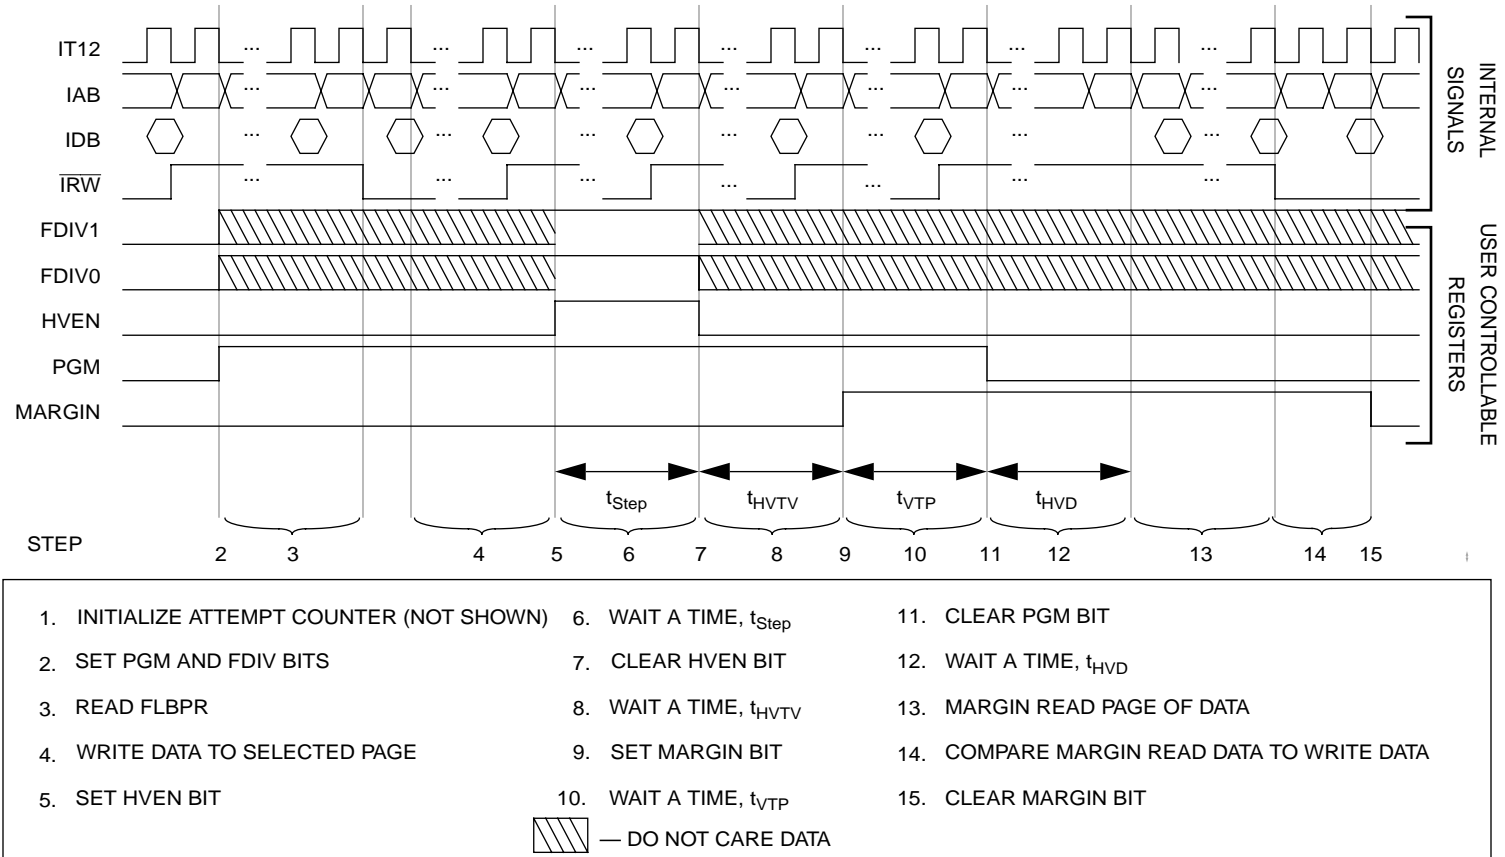 IT12
IAB
IDB
IRW
FDIV1
FDIV0
HVEN
PGM
MARGIN
INTERNAL
SIGNALS
USER CONTROLLABLE
REGISTERS
tStep
tHVTV
tVTP
tHVD
STEP
2 3 4 5 6 7 8 9 10 11 12 13 14 15
1. INITIALIZE ATTEMPT COUNTER (NOT SHOWN)
2. SET PGM AND FDIV BITS
3. READ FLBPR
4. WRITE DATA TO SELECTED PAGE
5. SET HVEN BIT
6. WAIT A TIME, tStep
7. CLEAR HVEN BIT
8. WAIT A TIME, tHVTV
9. SET MARGIN BIT
10. WAIT A TIME, tVTP
11. CLEAR PGM BIT
12. WAIT A TIME, tHVD
13. MARGIN READ PAGE OF DATA
14. COMPARE MARGIN READ DATA TO WRITE DATA
15. CLEAR MARGIN BIT
— DO NOT CARE DATA